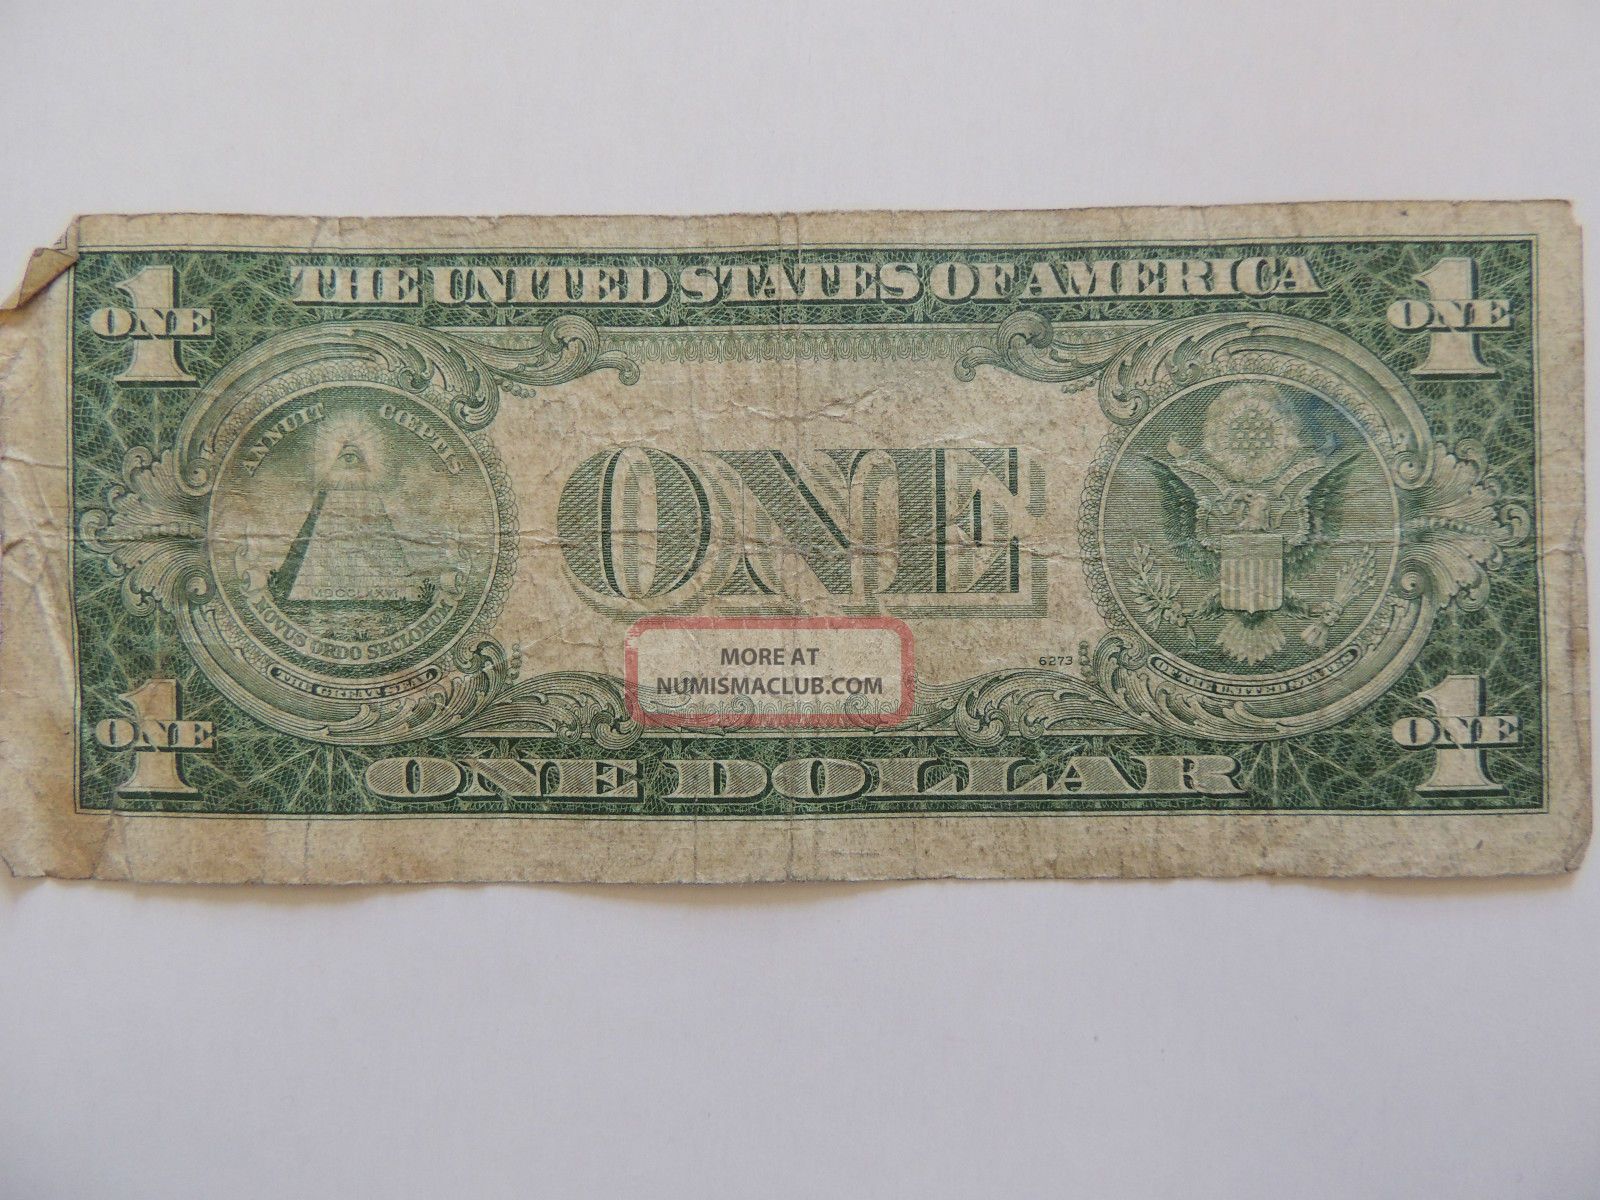 THE UNITED STATES OF AMERICA
1
ONE
1
ONE
ANNUIT CŒPTIS
MDCCLXXVI
NOVUS ORDO SECLORUM
THE GREAT SEAL
ONE
6273
OF THE UNITED STATES
MORE AT
NUMISMACLUB.COM
1
ONE
1
ONE
ONE DOLLAR